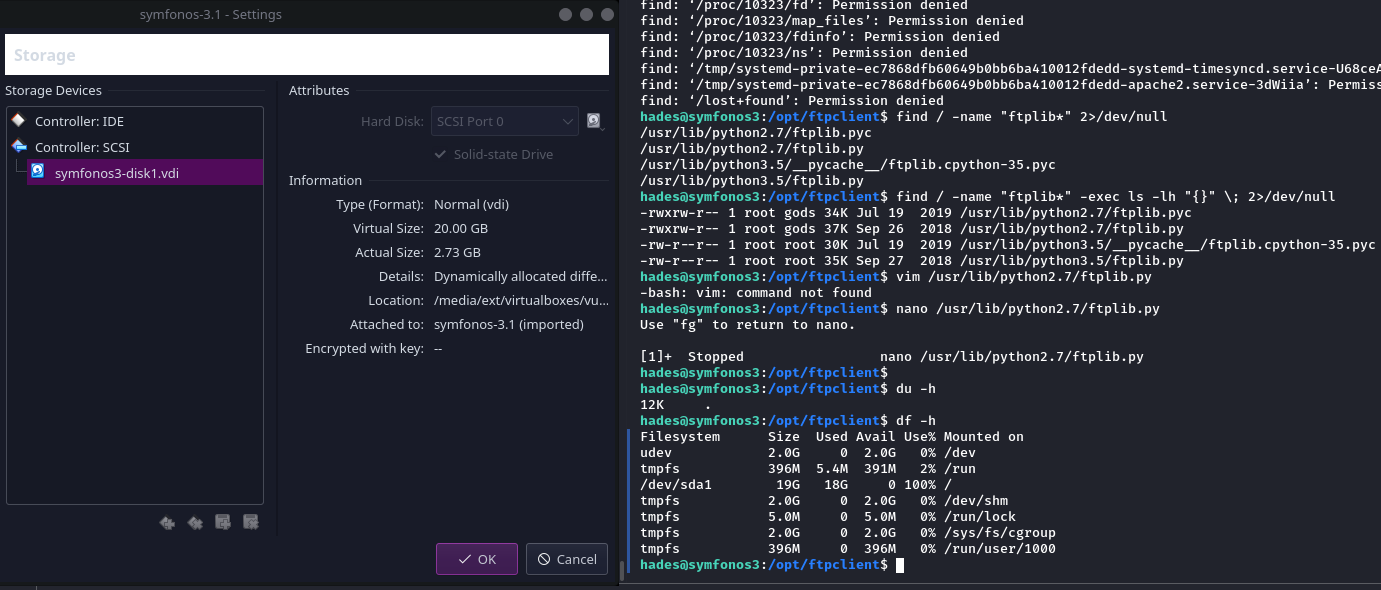 symfonos-3.1 - Settings
Storage
Storage Devices
Controller: IDE
Controller: SCSI
symfonos3-disk1.vdi
Attributes
Hard Disk: SCSI Port 0
Solid-state Drive
Information
Type (Format): Normal (vdi)
Virtual Size: 20.00 GB
Actual Size: 2.73 GB
Details: Dynamically allocated diffe...
Location: /media/ext/virtualboxes/vu...
Attached to: symfonos-3.1 (imported)
Encrypted with key: --
OK
Cancel
find: ‘/proc/10323/fd’: Permission denied
find: ‘/proc/10323/map_files’: Permission denied
find: ‘/proc/10323/fdinfo’: Permission denied
find: ‘/proc/10323/ns’: Permission denied
find: ‘/tmp/systemd-private-ec7868dfb60649b0bb6ba410012fdedd-systemd-timesyncd.service-U68ceA
find: ‘/tmp/systemd-private-ec7868dfb60649b0bb6ba410012fdedd-apache2.service-3dWiia’: Permiss
find: ‘/lost+found’: Permission denied
hades@symfonos3:/opt/ftpclient$ find / -name "ftplib*" 2>/dev/null
/usr/lib/python2.7/ftplib.pyc
/usr/lib/python2.7/ftplib.py
/usr/lib/python3.5/__pycache__/ftplib.cpython-35.pyc
/usr/lib/python3.5/ftplib.py
hades@symfonos3:/opt/ftpclient$ find / -name "ftplib*" -exec ls -lh "{}" \; 2>/dev/null
-rwxrw-r-- 1 root gods 34K Jul 19  2019 /usr/lib/python2.7/ftplib.pyc
-rwxrw-r-- 1 root gods 37K Sep 26  2018 /usr/lib/python2.7/ftplib.py
-rw-r--r-- 1 root root 30K Jul 19  2019 /usr/lib/python3.5/__pycache__/ftplib.cpython-35.pyc
-rw-r--r-- 1 root root 35K Sep 27  2018 /usr/lib/python3.5/ftplib.py
hades@symfonos3:/opt/ftpclient$ vim /usr/lib/python2.7/ftplib.py
-bash: vim: command not found
hades@symfonos3:/opt/ftpclient$ nano /usr/lib/python2.7/ftplib.py
Use "fg" to return to nano.
[1]+  Stopped                 nano /usr/lib/python2.7/ftplib.py
hades@symfonos3:/opt/ftpclient$
hades@symfonos3:/opt/ftpclient$ du -h
12K     .
hades@symfonos3:/opt/ftpclient$ df -h
Filesystem      Size  Used Avail Use% Mounted on
udev            2.0G     0  2.0G   0% /dev
tmpfs           396M  5.4M  391M   2% /run
/dev/sda1        19G   18G     0 100% /
tmpfs           2.0G     0  2.0G   0% /dev/shm
tmpfs           5.0M     0  5.0M   0% /run/lock
tmpfs           2.0G     0  2.0G   0% /sys/fs/cgroup
tmpfs           396M     0  396M   0% /run/user/1000
hades@symfonos3:/opt/ftpclient$